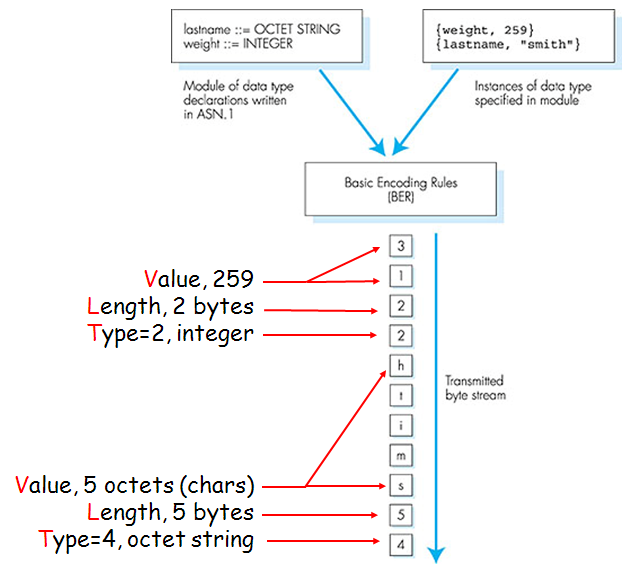 lastname ::= OCTET STRING
weight ::= INTEGER
{weight, 259}
{lastname, "smith"}
Module of data type
declarations written
in ASN.1
Instances of data type
specified in module
Basic Encoding Rules
(BER)
3
Value, 259
1
Length, 2 bytes
2
Type=2, integer
2
h
t
i
m
Transmitted
byte stream
Value, 5 octets (chars)
s
Length, 5 bytes
5
Type=4, octet string
4